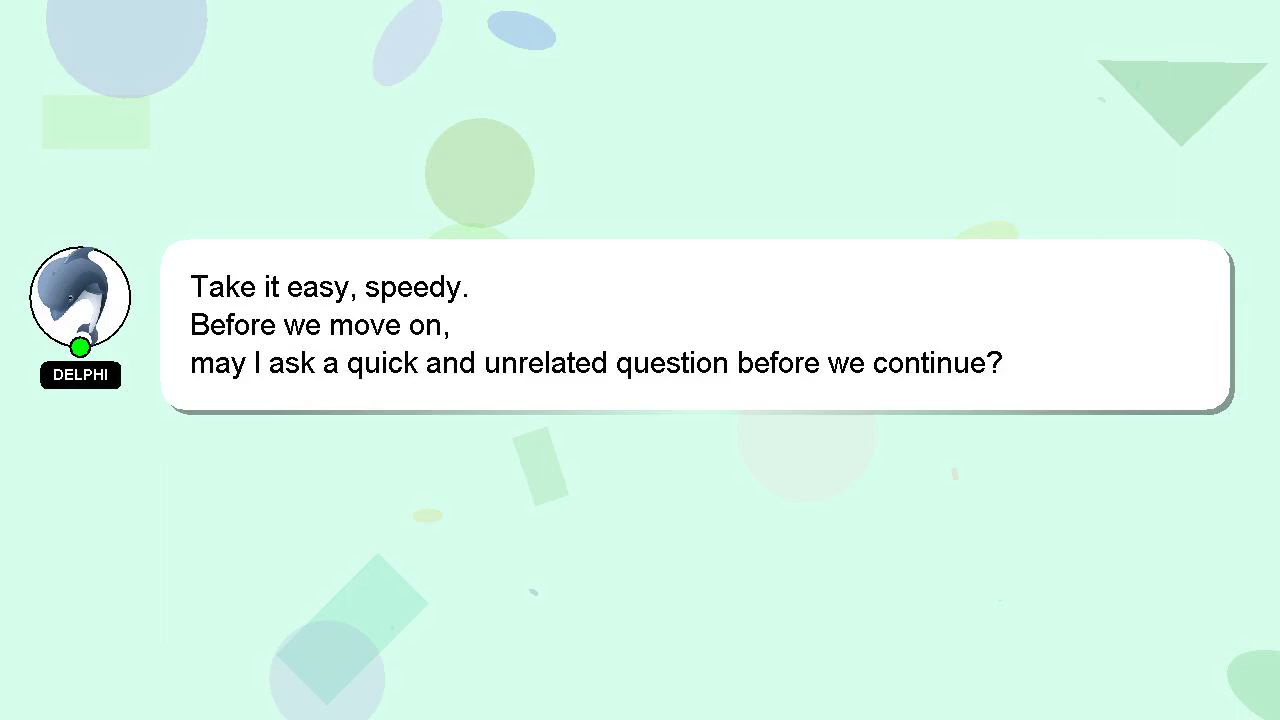 Take it easy, speedy.
Before we move on,
may I ask a quick and unrelated question before we continue?
DELPHI